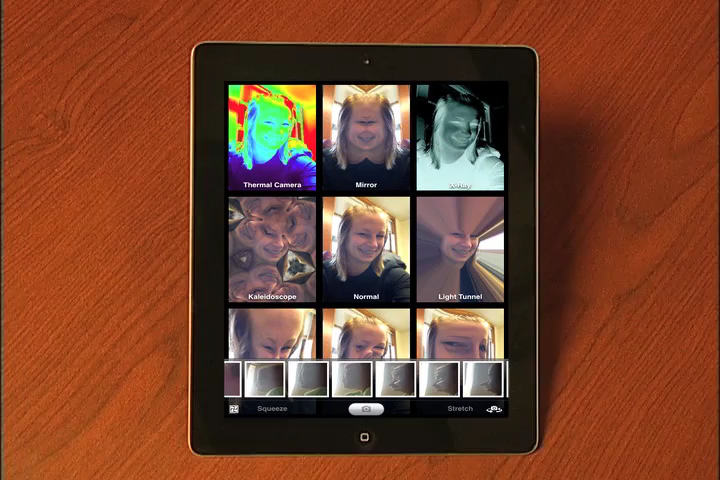 Thermal Camera
Mirror
X-Ray
Kaleidoscope
Normal
Light Tunnel
Squeeze
Stretch